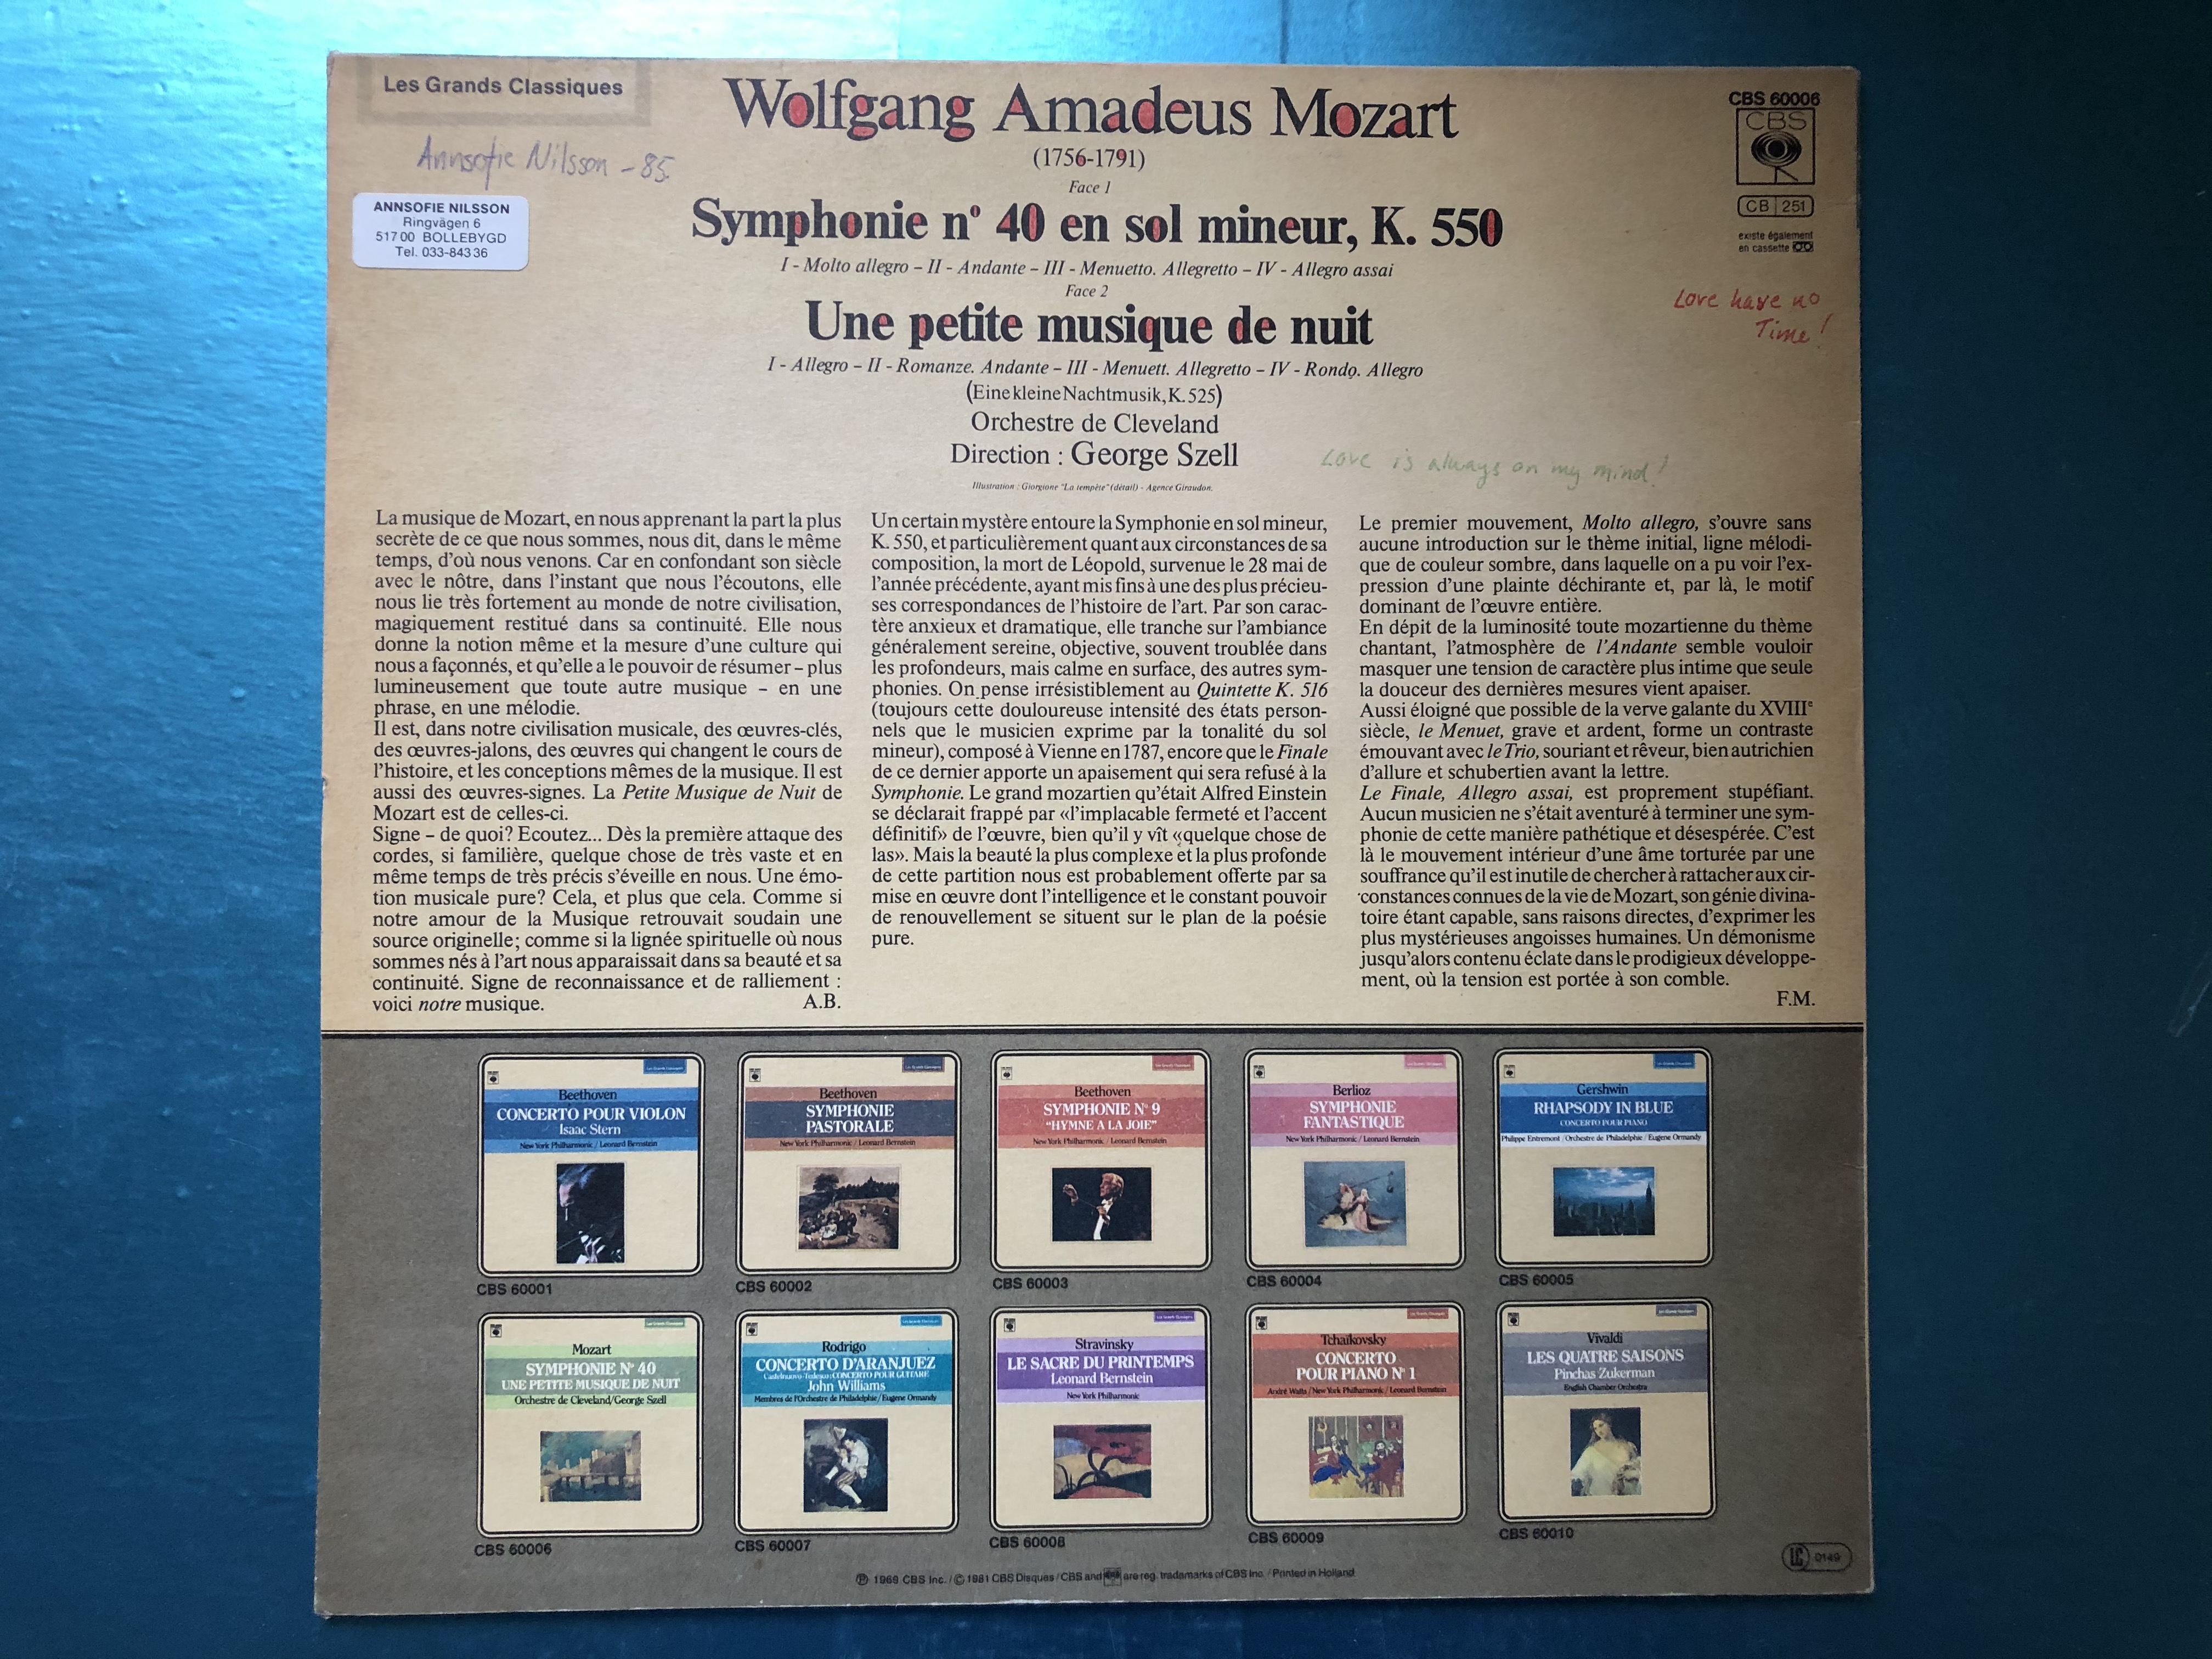 Les Grands Classiques
Wolfgang Amadeus Mozart
(1756-1791)
Annsofie Nilsson -85.
ANNSOFIE NILSSON
Ringvägen 6
517 00 BOLLEBYGD
Tel. 033-843 36
CBS 60006
CBS
CB 251
existe également
en cassette
Face 1
Symphonie n° 40 en sol mineur, K. 550
I - Molto allegro – II - Andante – III - Menuetto. Allegretto – IV - Allegro assai
Face 2
Une petite musique de nuit
I - Allegro – II - Romanze. Andante – III - Menuett. Allegretto – IV - Rondo. Allegro
(Eine kleine Nachtmusik, K. 525)
Orchestre de Cleveland
Direction : George Szell
Illustration : Giorgione "La tempête" (détail) - Agence Giraudon.
Love have no
Time!
Love is always on my mind!
La musique de Mozart, en nous apprenant la part la plus
secrète de ce que nous sommes, nous dit, dans le même
temps, d'où nous venons. Car en confondant son siècle
avec le nôtre, dans l'instant que nous l'écoutons, elle
nous lie très fortement au monde de notre civilisation,
magiquement restitué dans sa continuité. Elle nous
donne la notion même et la mesure d'une culture qui
nous a façonnés, et qu'elle a le pouvoir de résumer – plus
lumineusement que toute autre musique – en une
phrase, en une mélodie.
Il est, dans notre civilisation musicale, des œuvres-clés,
des œuvres-jalons, des œuvres qui changent le cours de
l'histoire, et les conceptions mêmes de la musique. Il est
aussi des œuvres-signes. La Petite Musique de Nuit de
Mozart est de celles-ci.
Signe – de quoi? Ecoutez... Dès la première attaque des
cordes, si familière, quelque chose de très vaste et en
même temps de très précis s'éveille en nous. Une émo-
tion musicale pure? Cela, et plus que cela. Comme si
notre amour de la Musique retrouvait soudain une
source originelle; comme si la lignée spirituelle où nous
sommes nés à l'art nous apparaissait dans sa beauté et sa
continuité. Signe de reconnaissance et de ralliement :
voici notre musique. A.B.
Un certain mystère entoure la Symphonie en sol mineur,
K. 550, et particulièrement quant aux circonstances de sa
composition, la mort de Léopold, survenue le 28 mai de
l'année précédente, ayant mis fins à une des plus précieu-
ses correspondances de l'histoire de l'art. Par son carac-
tère anxieux et dramatique, elle tranche sur l'ambiance
généralement sereine, objective, souvent troublée dans
les profondeurs, mais calme en surface, des autres sym-
phonies. On pense irrésistiblement au Quintette K. 516
(toujours cette douloureuse intensité des états person-
nels que le musicien exprime par la tonalité du sol
mineur), composé à Vienne en 1787, encore que le Finale
de ce dernier apporte un apaisement qui sera refusé à la
Symphonie. Le grand mozartien qu'était Alfred Einstein
se déclarait frappé par «l'implacable fermeté et l'accent
définitif» de l'œuvre, bien qu'il y vît «quelque chose de
las». Mais la beauté la plus complexe et la plus profonde
de cette partition nous est probablement offerte par sa
mise en œuvre dont l'intelligence et le constant pouvoir
de renouvellement se situent sur le plan de la poésie
pure.
Le premier mouvement, Molto allegro, s'ouvre sans
aucune introduction sur le thème initial, ligne mélodi-
que de couleur sombre, dans laquelle on a pu voir l'ex-
pression d'une plainte déchirante et, par là, le motif
dominant de l'œuvre entière.
En dépit de la luminosité toute mozartienne du thème
chantant, l'atmosphère de l'Andante semble vouloir
masquer une tension de caractère plus intime que seule
la douceur des dernières mesures vient apaiser.
Aussi éloigné que possible de la verve galante du XVIIIe
siècle, le Menuet, grave et ardent, forme un contraste
émouvant avec le Trio, souriant et rêveur, bien autrichien
d'allure et schubertien avant la lettre.
Le Finale, Allegro assai, est proprement stupéfiant.
Aucun musicien ne s'était aventuré à terminer une sym-
phonie de cette manière pathétique et désespérée. C'est
là le mouvement intérieur d'une âme torturée par une
souffrance qu'il est inutile de chercher à rattacher aux cir-
constances connues de la vie de Mozart, son génie divina-
toire étant capable, sans raisons directes, d'exprimer les
plus mystérieuses angoisses humaines. Un démonisme
jusqu'alors contenu éclate dans le prodigieux développe-
ment, où la tension est portée à son comble.
F.M.
Les Grands Classiques
Beethoven
CONCERTO POUR VIOLON
Isaac Stern
New York Philharmonic / Leonard Bernstein
CBS 60001
Les Grands Classiques
Beethoven
SYMPHONIE
PASTORALE
New York Philharmonic / Leonard Bernstein
CBS 60002
Les Grands Classiques
Beethoven
SYMPHONIE N° 9
"HYMNE A LA JOIE"
New York Philharmonic / Leonard Bernstein
CBS 60003
Les Grands Classiques
Berlioz
SYMPHONIE
FANTASTIQUE
New York Philharmonic / Leonard Bernstein
CBS 60004
Les Grands Classiques
Gershwin
RHAPSODY IN BLUE
CONCERTO POUR PIANO
Philippe Entremont / Orchestre de Philadelphie / Eugene Ormandy
CBS 60005
Les Grands Classiques
Mozart
SYMPHONIE N° 40
UNE PETITE MUSIQUE DE NUIT
Orchestre de Cleveland/George Szell
CBS 60006
Les Grands Classiques
Rodrigo
CONCERTO D'ARANJUEZ
Castelnuovo-Tedesco: CONCERTO POUR GUITARE
John Williams
Membres de l'Orchestre de Philadelphie/Eugene Ormandy
CBS 60007
Les Grands Classiques
Stravinsky
LE SACRE DU PRINTEMPS
Leonard Bernstein
New York Philharmonic
CBS 60008
Les Grands Classiques
Tchaïkovsky
CONCERTO
POUR PIANO N° 1
André Watts / New York Philharmonic / Leonard Bernstein
CBS 60009
Les Grands Classiques
Vivaldi
LES QUATRE SAISONS
Pinchas Zukerman
English Chamber Orchestra
CBS 60010
℗ 1969 CBS Inc. / © 1981 CBS Disques / CBS and are reg. trademarks of CBS Inc. / Printed in Holland
LC 0149